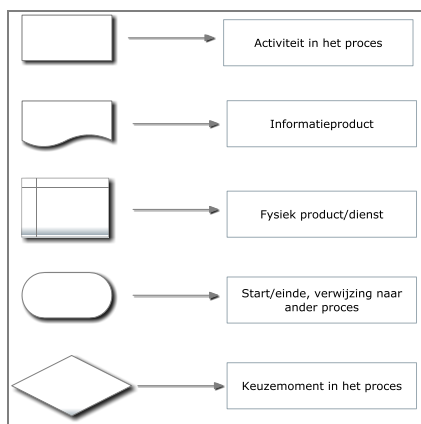 Activiteit in het proces
Informatieproduct
Fysiek product/dienst
Start/einde, verwijzing naar
ander proces
Keuzemoment in het proces